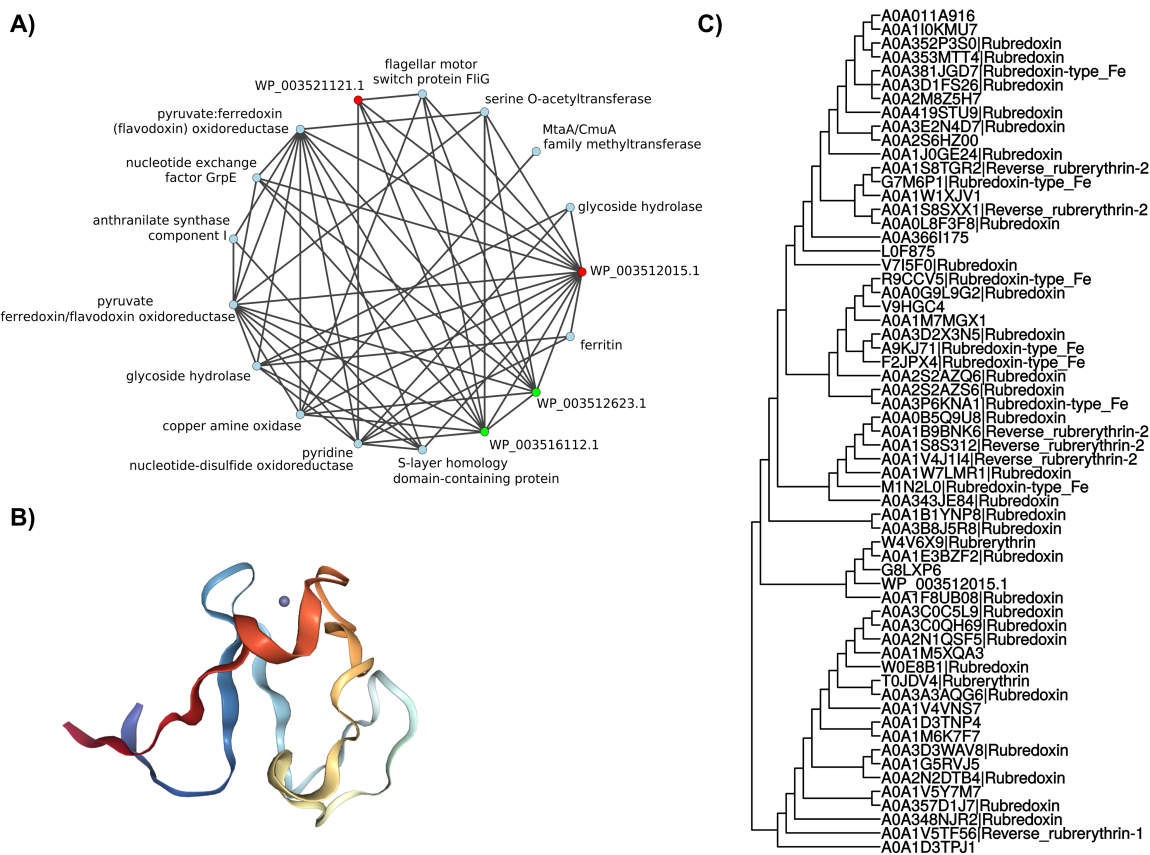 A)
flagellar motor
switch protein FliG
WP_003521121.1
serine O-acetyltransferase
pyruvate:ferredoxin
(flavodoxin) oxidoreductase
MtaA/CmuA
family methyltransferase
nucleotide exchange
factor GrpE
glycoside hydrolase
anthranilate synthase
component I
WP_003512015.1
pyruvate
ferredoxin/flavodoxin oxidoreductase
ferritin
glycoside hydrolase
WP_003512623.1
copper amine oxidase
WP_003516112.1
pyridine
nucleotide-disulfide oxidoreductase
S-layer homology
domain-containing protein
B)
C)
A0A011A916
A0A1I0KMU7
A0A352P3S0|Rubredoxin
A0A353MTT4|Rubredoxin
A0A381JGD7|Rubredoxin-type_Fe
A0A3D1FS26|Rubredoxin
A0A2M8Z5H7
A0A419STU9|Rubredoxin
A0A3E2N4D7|Rubredoxin
A0A2S6HZ00
A0A1J0GE24|Rubredoxin
A0A1S8TGR2|Reverse_rubrerythrin-2
G7M6P1|Rubredoxin-type_Fe
A0A1W1XJV1
A0A1S8SXX1|Reverse_rubrerythrin-2
A0A0L8F3F8|Rubredoxin
A0A366I175
L0F875
V7I5F0|Rubredoxin
R9CCV5|Rubredoxin-type_Fe
A0A0G9L9G2|Rubredoxin
V9HGC4
A0A1M7MGX1
A0A3D2X3N5|Rubredoxin
A9KJ71|Rubredoxin-type_Fe
F2JPX4|Rubredoxin-type_Fe
A0A2S2AZQ6|Rubredoxin
A0A2S2AZS6|Rubredoxin
A0A3P6KNA1|Rubredoxin-type_Fe
A0A0B5Q9U8|Rubredoxin
A0A1B9BNK6|Reverse_rubrerythrin-2
A0A1S8S312|Reverse_rubrerythrin-2
A0A1V4J1I4|Reverse_rubrerythrin-2
A0A1W7LMR1|Rubredoxin
M1N2L0|Rubredoxin-type_Fe
A0A343JE84|Rubredoxin
A0A1B1YNP8|Rubredoxin
A0A3B8J5R8|Rubredoxin
W4V6X9|Rubrerythrin
A0A1E3BZF2|Rubredoxin
G8LXP6
WP_003512015.1
A0A1F8UB08|Rubredoxin
A0A3C0C5L9|Rubredoxin
A0A3C0QH69|Rubredoxin
A0A2N1QSF5|Rubredoxin
A0A1M5XQA3
W0E8B1|Rubredoxin
T0JDV4|Rubrerythrin
A0A3A3AQG6|Rubredoxin
A0A1V4VNS7
A0A1D3TNP4
A0A1M6K7F7
A0A3D3WAV8|Rubredoxin
A0A1G5RVJ5
A0A2N2DTB4|Rubredoxin
A0A1V5Y7M7
A0A357D1J7|Rubredoxin
A0A348NJR2|Rubredoxin
A0A1V5TF56|Reverse_rubrerythrin-1
A0A1D3TPJ1